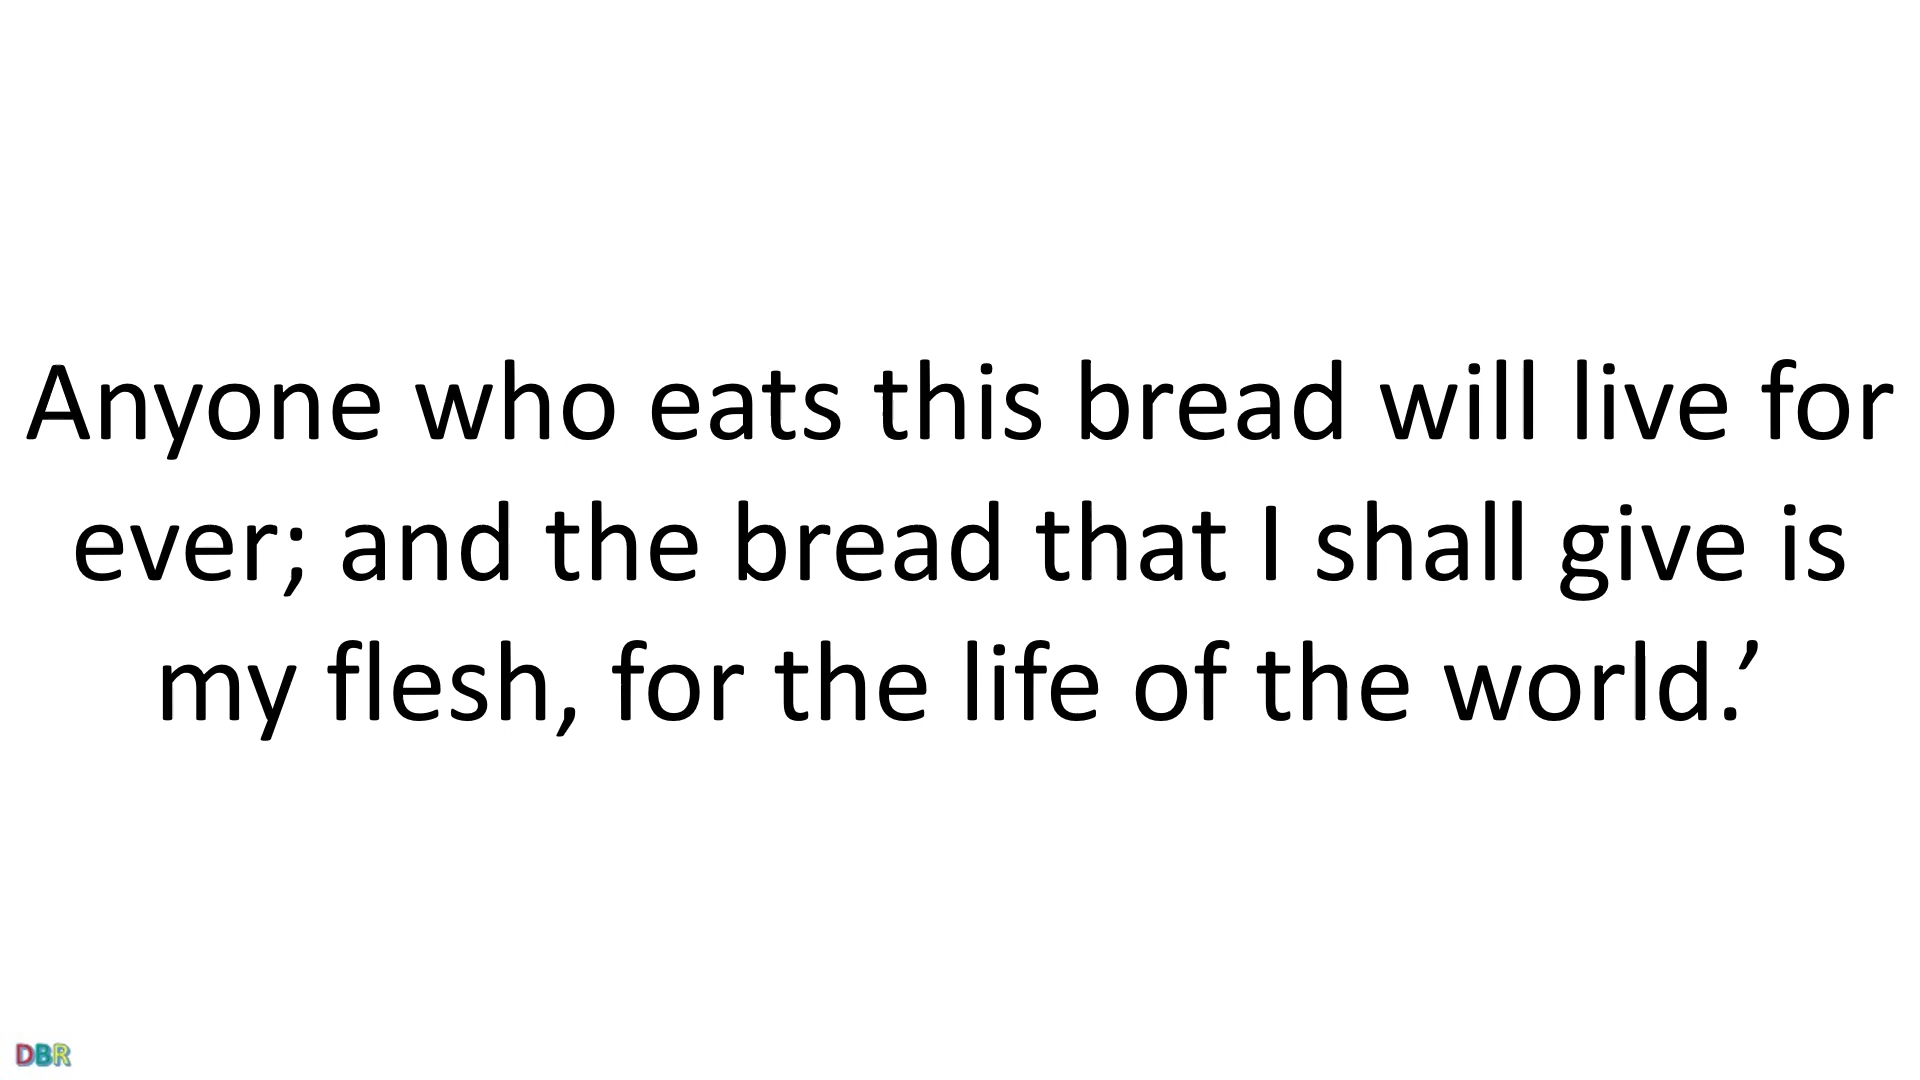 Anyone who eats this bread will live for
ever; and the bread that I shall give is
my flesh, for the life of the world.’
DBR